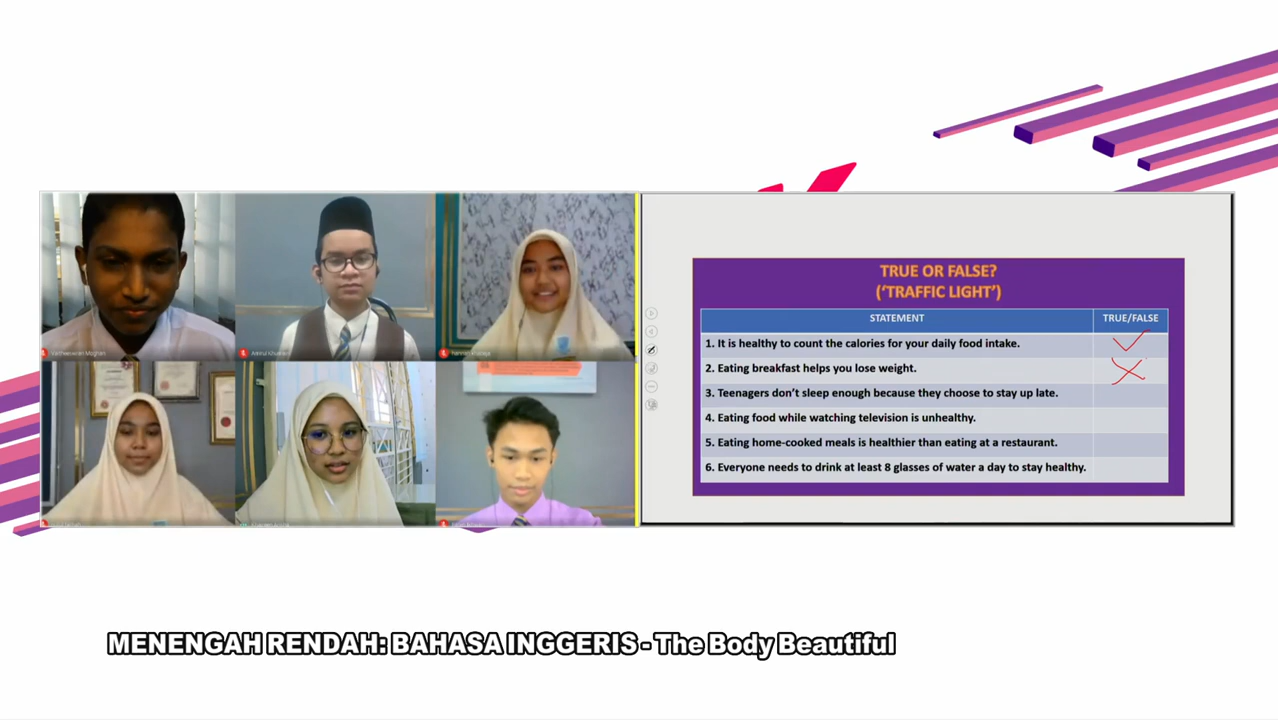 TRUE OR FALSE?
('TRAFFIC LIGHT')
STATEMENT TRUE/FALSE
1. It is healthy to count the calories for your daily food intake.
2. Eating breakfast helps you lose weight.
3. Teenagers don't sleep enough because they choose to stay up late.
4. Eating food while watching television is unhealthy.
5. Eating home-cooked meals is healthier than eating at a restaurant.
6. Everyone needs to drink at least 8 glasses of water a day to stay healthy.
MENENGAH RENDAH: BAHASA INGGERIS - The Body Beautiful